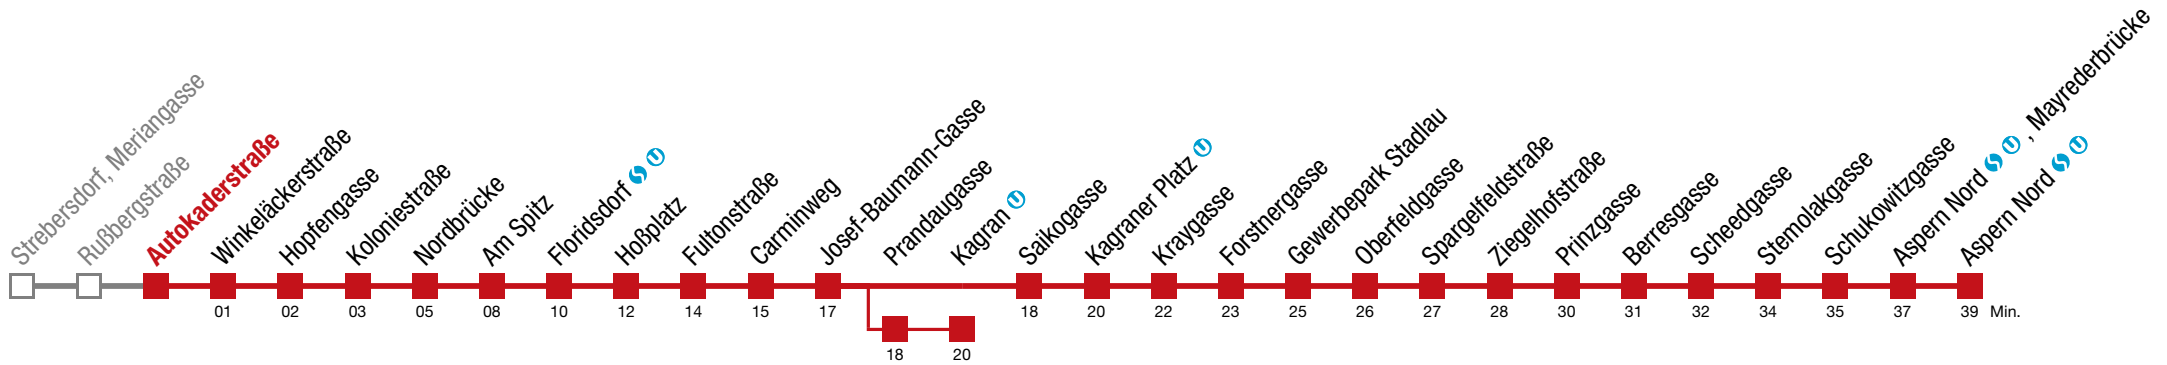 Strebersdorf, Meriangasse
Rußbergstraße
Autokaderstraße
Winkeläckerstraße
Hopfengasse
Koloniestraße
Nordbrücke
Am Spitz
Floridsdorf S U
Hoßplatz
Fultonstraße
Carminweg
Josef-Baumann-Gasse
Prandaugasse
Kagran U
Saikogasse
Kagraner Platz U
Kraygasse
Forstnergasse
Gewerbepark Stadlau
Oberfeldgasse
Spargelfeldstraße
Ziegelhofstraße
Prinzgasse
Berresgasse
Scheedgasse
Stemolakgasse
Schukowitzgasse
Aspern Nord S U , Mayrederbrücke
Aspern Nord S U
01 02 03 05 08 10 12 14 15 17 18 20 22 23 25 26 27 28 30 31 32 34 35 37 39 Min.
18 20